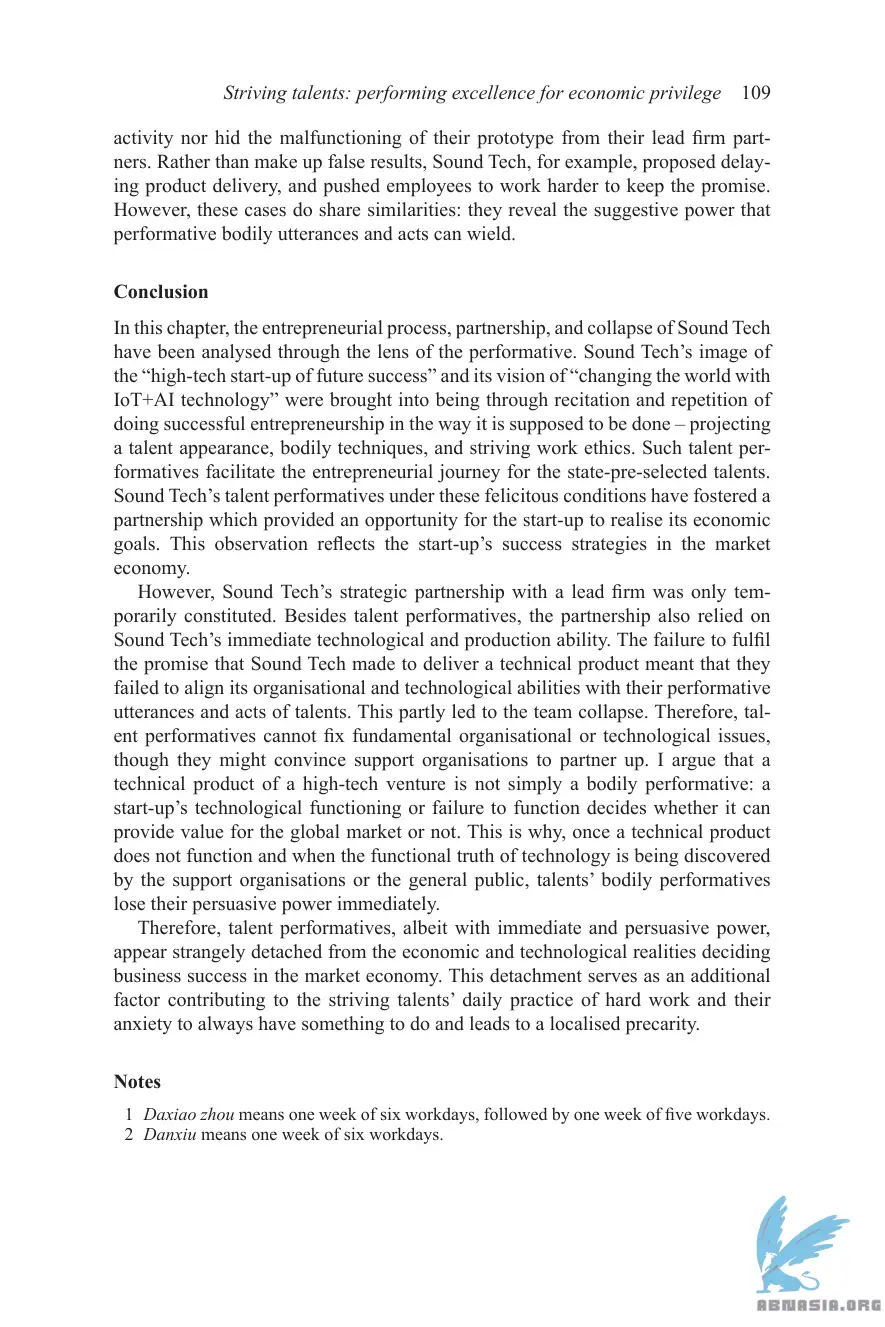 Striving talents: performing excellence for economic privilege 109
activity nor hid the malfunctioning of their prototype from their lead firm part-
ners. Rather than make up false results, Sound Tech, for example, proposed delay-
ing product delivery, and pushed employees to work harder to keep the promise.
However, these cases do share similarities: they reveal the suggestive power that
performative bodily utterances and acts can wield.
Conclusion
In this chapter, the entrepreneurial process, partnership, and collapse of Sound Tech
have been analysed through the lens of the performative. Sound Tech’s image of
the “high-tech start-up of future success” and its vision of “changing the world with
IoT+AI technology” were brought into being through recitation and repetition of
doing successful entrepreneurship in the way it is supposed to be done – projecting
a talent appearance, bodily techniques, and striving work ethics. Such talent per-
formatives facilitate the entrepreneurial journey for the state-pre-selected talents.
Sound Tech’s talent performatives under these felicitous conditions have fostered a
partnership which provided an opportunity for the start-up to realise its economic
goals. This observation reflects the start-up’s success strategies in the market
economy.
However, Sound Tech’s strategic partnership with a lead firm was only tem-
porarily constituted. Besides talent performatives, the partnership also relied on
Sound Tech’s immediate technological and production ability. The failure to fulfil
the promise that Sound Tech made to deliver a technical product meant that they
failed to align its organisational and technological abilities with their performative
utterances and acts of talents. This partly led to the team collapse. Therefore, tal-
ent performatives cannot fix fundamental organisational or technological issues,
though they might convince support organisations to partner up. I argue that a
technical product of a high-tech venture is not simply a bodily performative: a
start-up’s technological functioning or failure to function decides whether it can
provide value for the global market or not. This is why, once a technical product
does not function and when the functional truth of technology is being discovered
by the support organisations or the general public, talents’ bodily performatives
lose their persuasive power immediately.
Therefore, talent performatives, albeit with immediate and persuasive power,
appear strangely detached from the economic and technological realities deciding
business success in the market economy. This detachment serves as an additional
factor contributing to the striving talents’ daily practice of hard work and their
anxiety to always have something to do and leads to a localised precarity.
Notes
1 Daxiao zhou means one week of six workdays, followed by one week of five workdays.
2 Danxiu means one week of six workdays.
ABNASIA.ORG